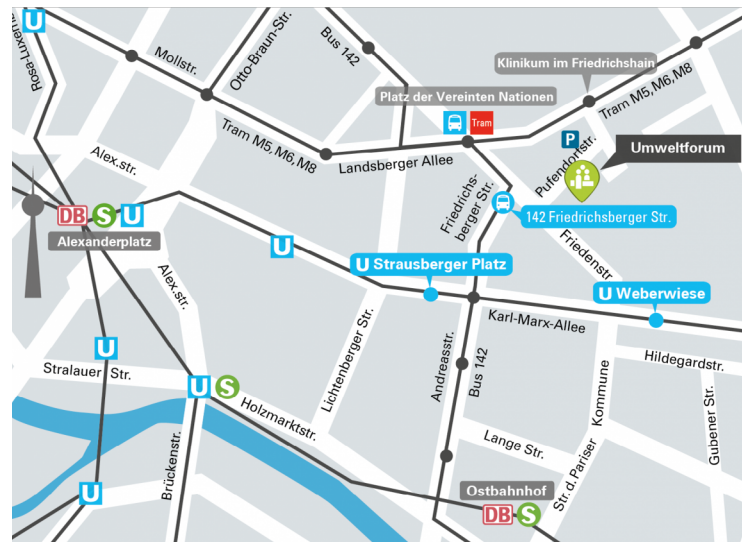 U
Rosa-Luxem
Mollstr.
Otto-Braun-Str.
Bus 142
Klinikum im Friedrichshain
Platz der Vereinten Nationen
Tram
Tram M5, M6, M8
Tram M5, M6, M8
Landsberger Allee
P
Pufendorfstr.
Umweltforum
Alex.str.
DB S U
Alexanderplatz
Friedrichs-
berger Str.
142 Friedrichsberger Str.
Friedenstr.
U
U Strausberger Platz
U Weberwiese
Alex.str.
Karl-Marx-Allee
U
Stralauer Str.
Lichtenberger Str.
Andreasstr.
Bus 142
Hildegardstr.
U S
Holzmarktstr.
Str. d. Pariser Kommune
Gubener Str.
Lange Str.
Brückenstr.
U
Ostbahnhof
DB S